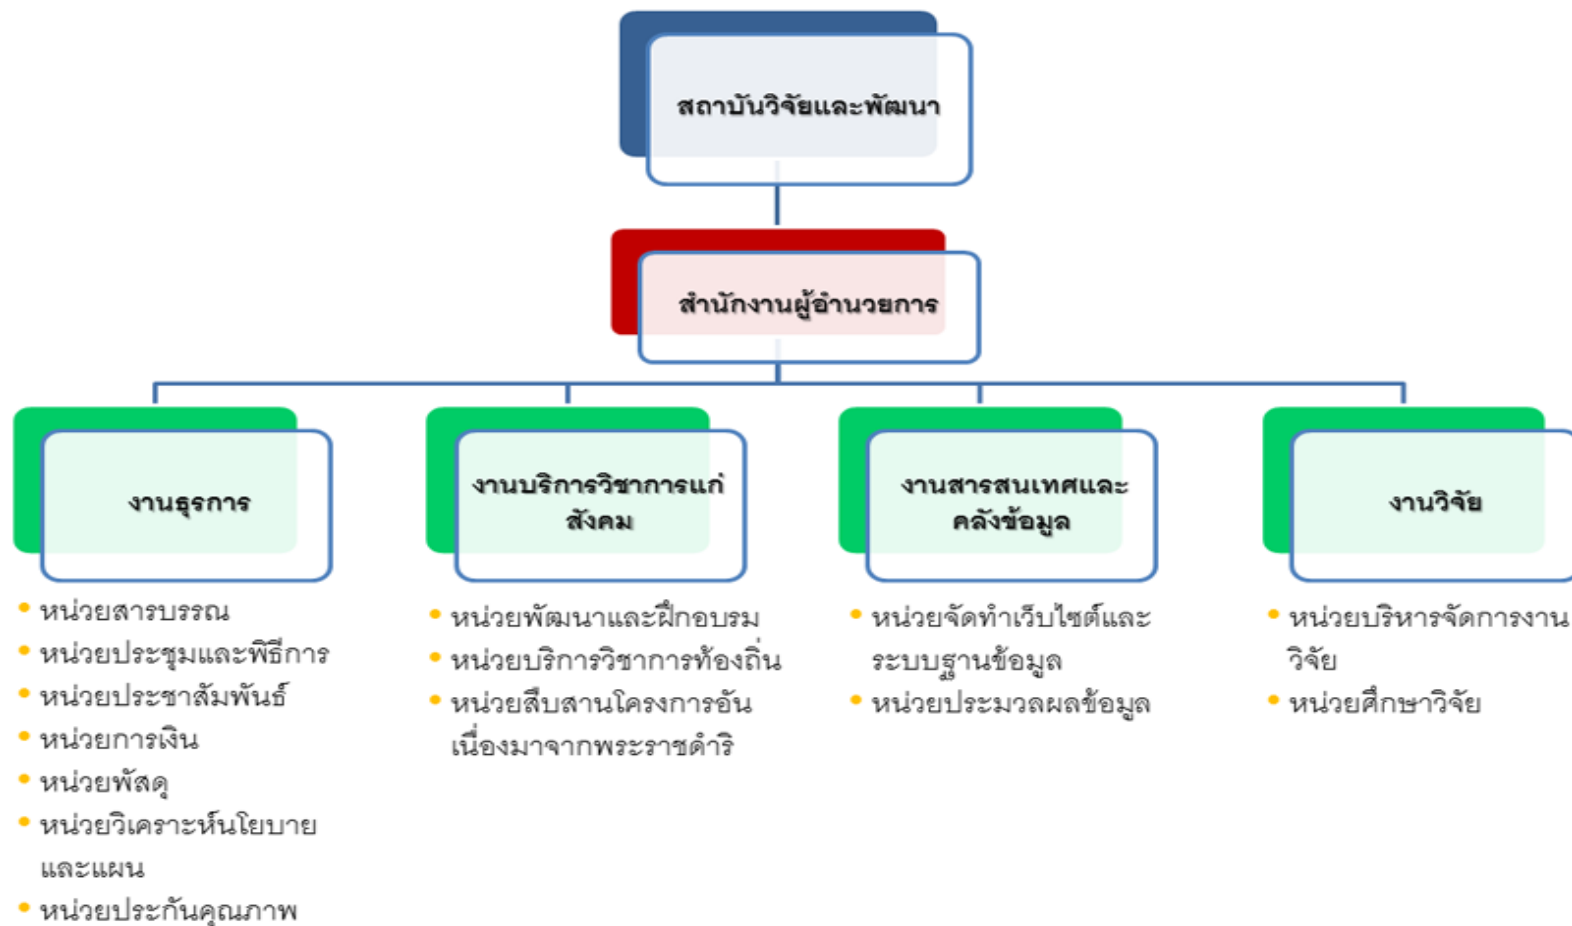 สถาบันวิจัยและพัฒนา
สำนักงานผู้อำนวยการ
งานธุรการ
• หน่วยสารบรรณ
• หน่วยประชุมและพิธีการ
• หน่วยประชาสัมพันธ์
• หน่วยการเงิน
• หน่วยพัสดุ
• หน่วยวิเคราะห์นโยบาย
และแผน
• หน่วยประกันคุณภาพ
งานบริการวิชาการแก่
สังคม
• หน่วยพัฒนาและฝึกอบรม
• หน่วยบริการวิชาการท้องถิ่น
• หน่วยสืบสานโครงการอัน
เนื่องมาจากพระราชดำริ
งานสารสนเทศและ
คลังข้อมูล
• หน่วยจัดทำเว็บไซต์และ
ระบบฐานข้อมูล
• หน่วยประมวลผลข้อมูล
งานวิจัย
• หน่วยบริหารจัดการงาน
วิจัย
• หน่วยศึกษาวิจัย